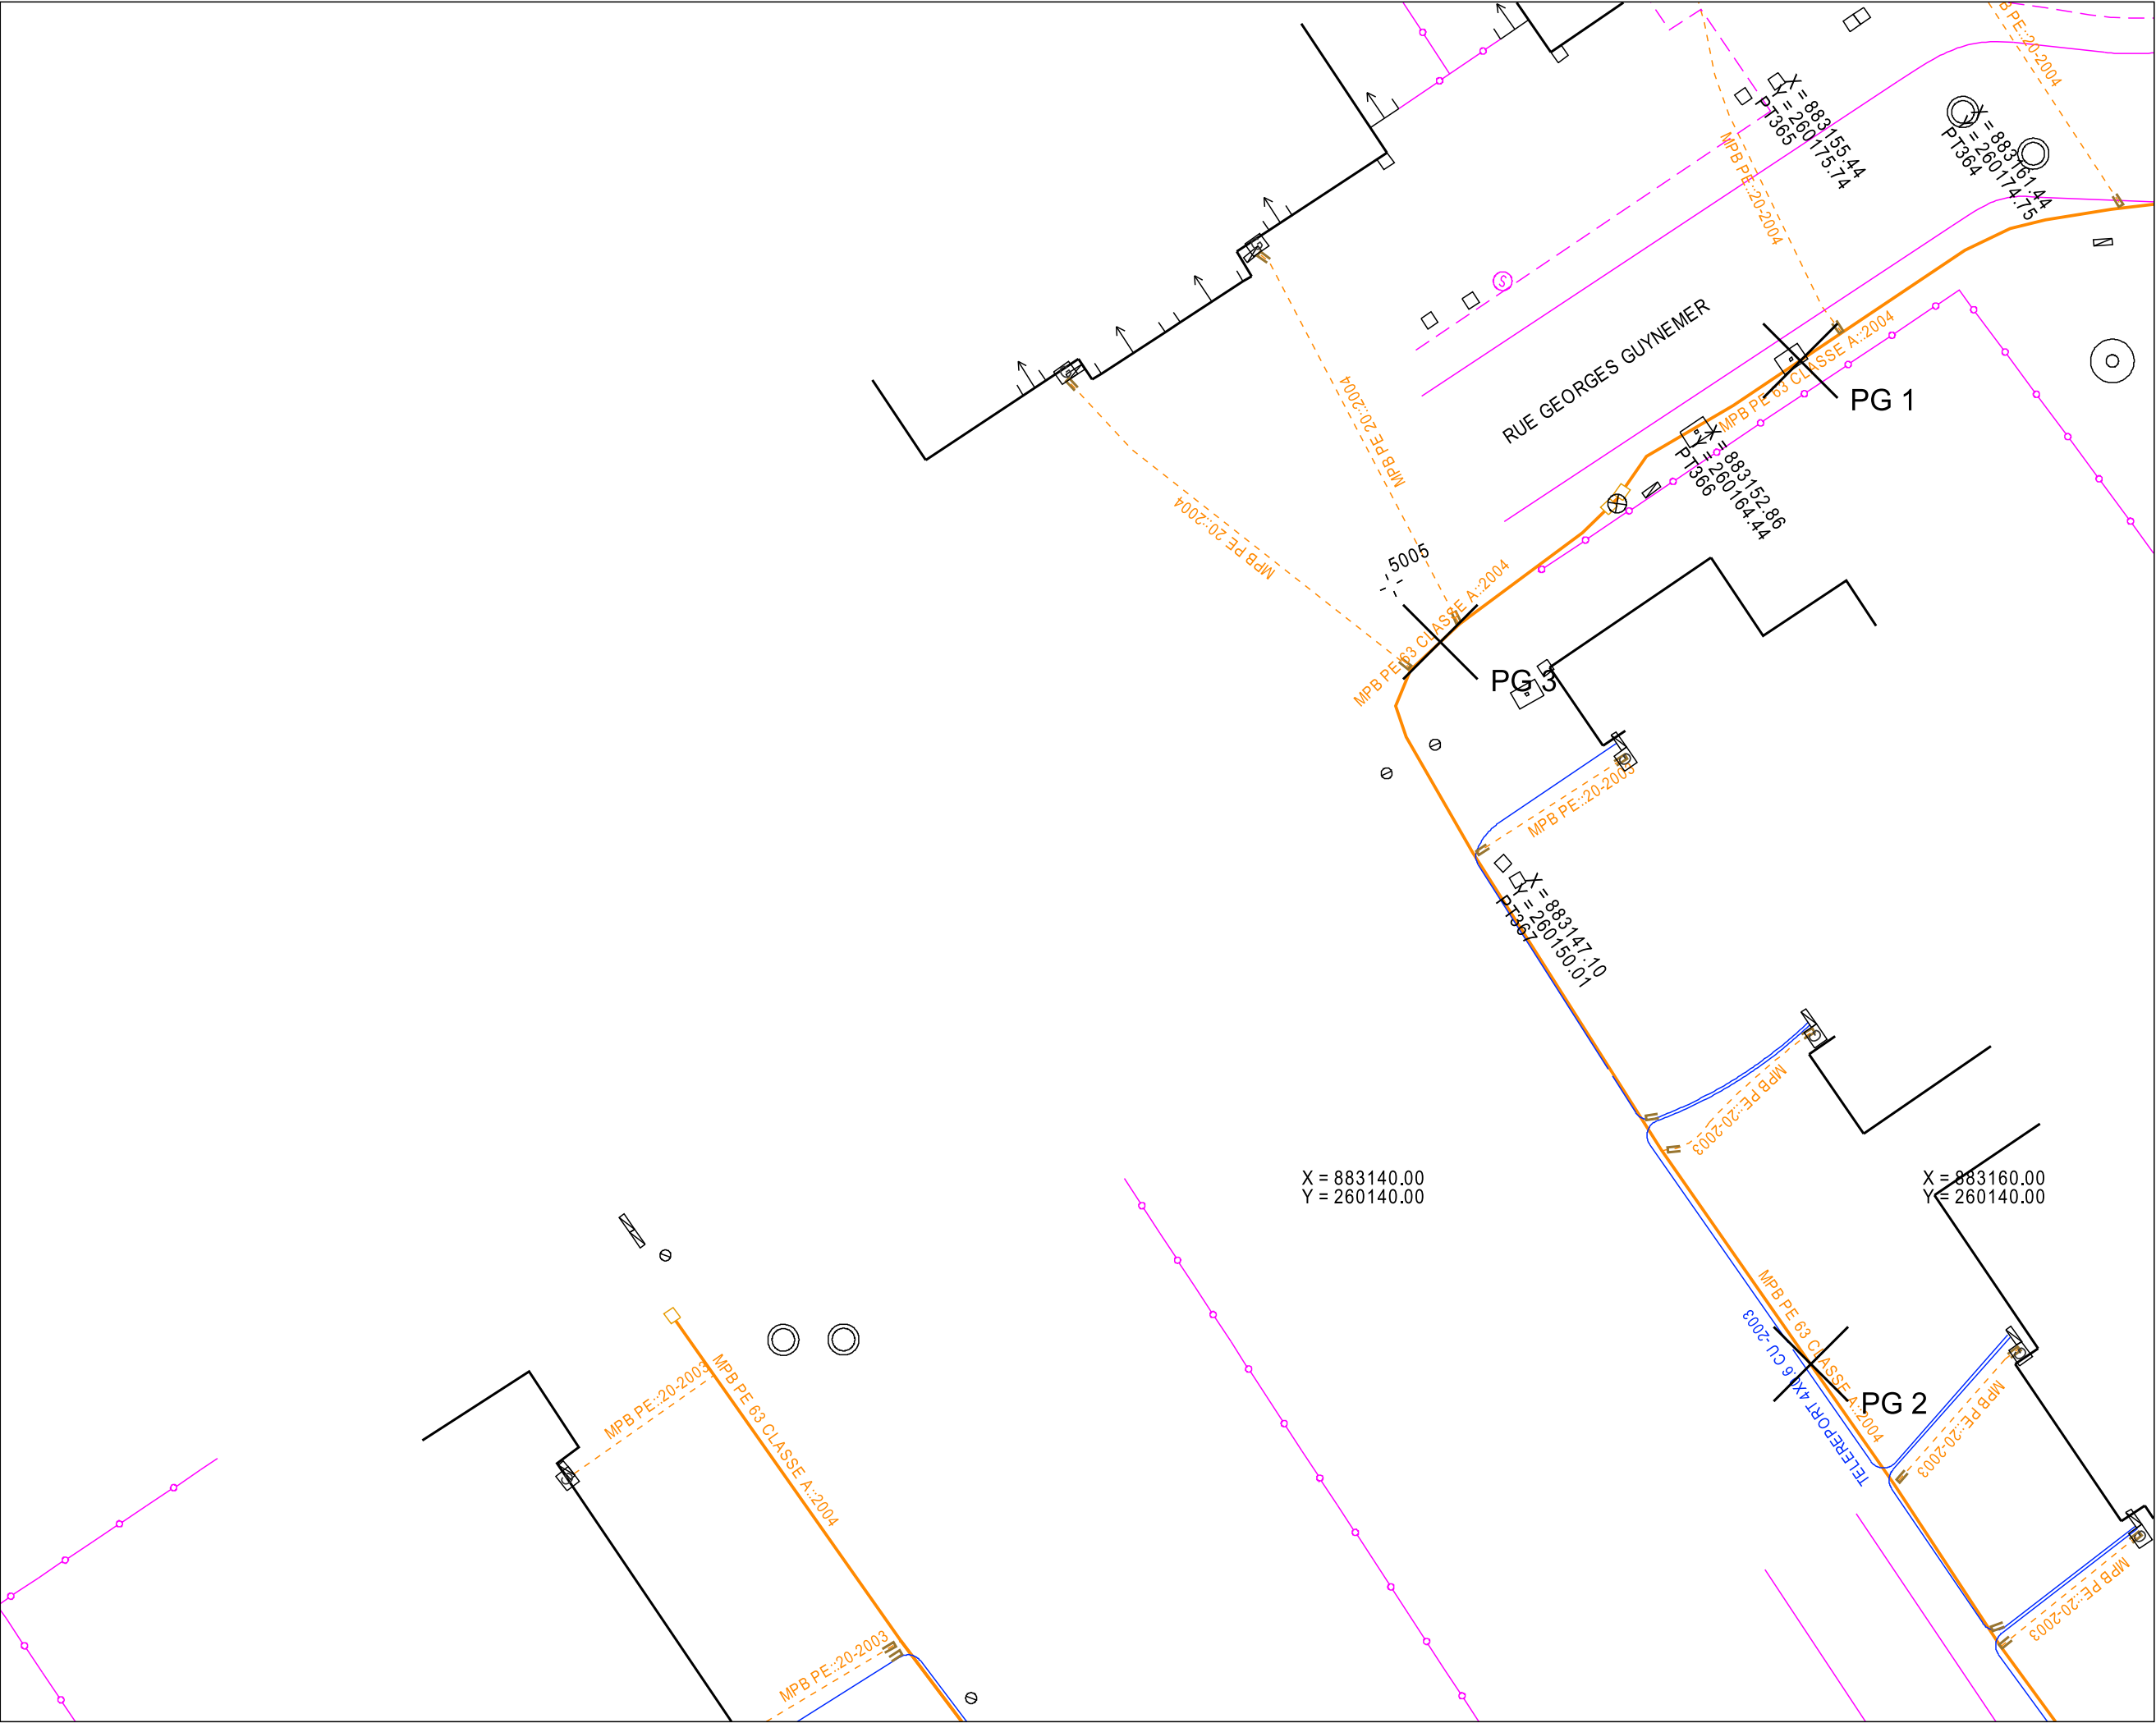 B PE::20-2004
X = 883155.44
Y = 260175.74
PT365
X = 883161.44
Y = 260174.75
PT364
MPB PE::20-2004
S
RUE GEORGES GUYNEMER
MPB PE 63 CLASSE A::2004
PG 1
MPB PE 20::2004
MPB PE 20::2004
X = 883152.86
Y = 260164.44
PT366
5005
MPB PE 63 CLASSE A::2004
PG 3
MPB PE::20-2003
X = 883147.10
Y = 260150.01
PT367
MPB PE::20-2003
X = 883140.00
Y = 260140.00
X = 883160.00
Y = 260140.00
MPB PE 63 CLASSE A::2004
TELEREPORT 4X0.6 CU-2003
PG 2
MPB PE::20-2003
MPB PE::20-2003
MPB PE::20-2003
MPB PE 63 CLASSE A::2004
MPB PE::20-2003